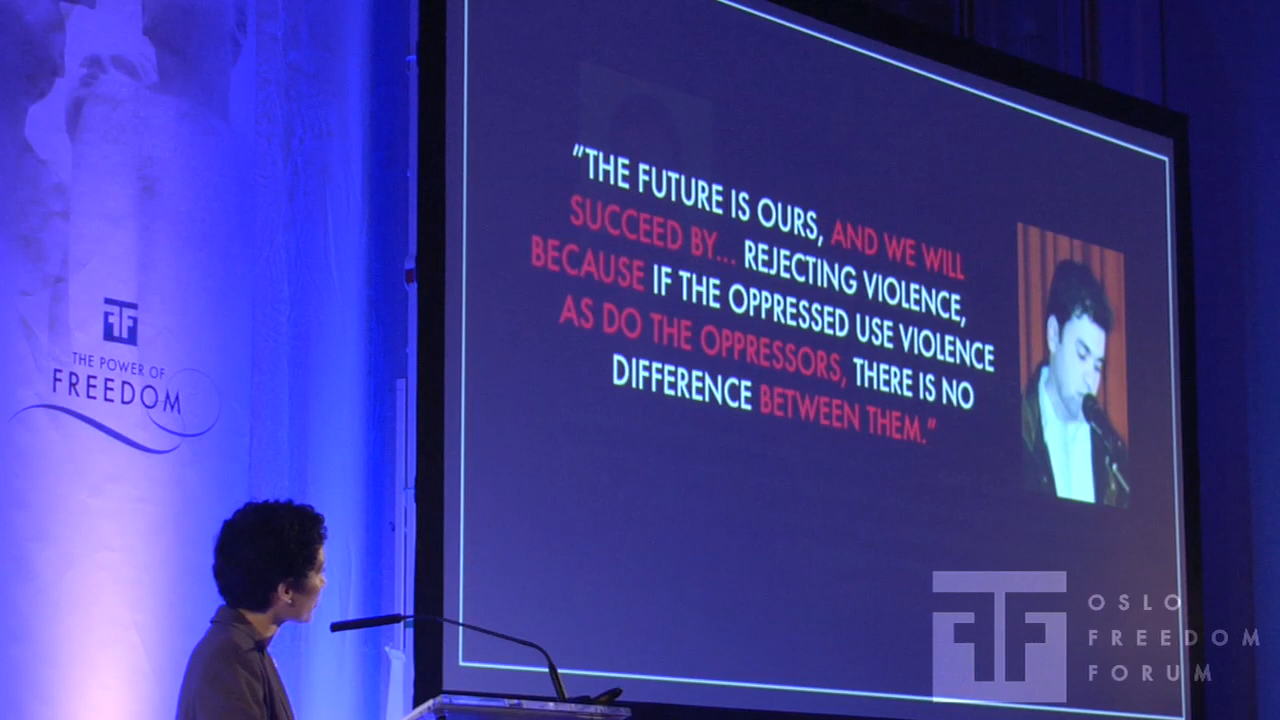 THE POWER OF
FREEDOM
"THE FUTURE IS OURS, AND WE WILL
SUCCEED BY... REJECTING VIOLENCE,
BECAUSE IF THE OPPRESSED USE VIOLENCE
AS DO THE OPPRESSORS, THERE IS NO
DIFFERENCE BETWEEN THEM."
OSLO
FREEDOM
FORUM